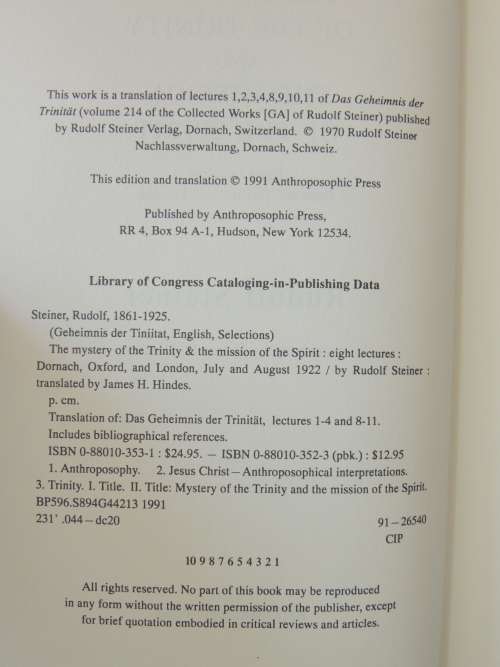 This work is a translation of lectures 1,2,3,4,8,9,10,11 of Das Geheimnis der
Trinität (volume 214 of the Collected Works [GA] of Rudolf Steiner) published
by Rudolf Steiner Verlag, Dornach, Switzerland. © 1970 Rudolf Steiner
Nachlassverwaltung, Dornach, Schweiz.
This edition and translation © 1991 Anthroposophic Press
Published by Anthroposophic Press,
RR 4, Box 94 A-1, Hudson, New York 12534.
Library of Congress Cataloging-in-Publishing Data
Steiner, Rudolf, 1861-1925.
(Geheimnis der Tiniitat, English, Selections)
The mystery of the Trinity & the mission of the Spirit : eight lectures :
Dornach, Oxford, and London, July and August 1922 / by Rudolf Steiner :
translated by James H. Hindes.
p. cm.
Translation of: Das Geheimnis der Trinität, lectures 1-4 and 8-11.
Includes bibliographical references.
ISBN 0-88010-353-1 : $24.95. — ISBN 0-88010-352-3 (pbk.) : $12.95
1. Anthroposophy. 2. Jesus Christ—Anthroposophical interpretations.
3. Trinity. I. Title. II. Title: Mystery of the Trinity and the mission of the Spirit.
BP596.S894G44213 1991
231' .044—dc20 91-26540
CIP
10 9 8 7 6 5 4 3 2 1
All rights reserved. No part of this book may be reproduced
in any form without the written permission of the publisher, except
for brief quotation embodied in critical reviews and articles.